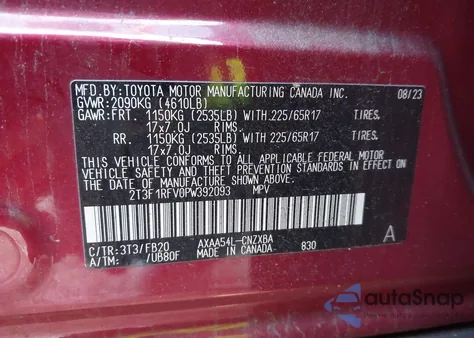 MFD.BY:TOYOTA MOTOR MANUFACTURING CANADA INC. 08/23
GVWR:2090KG (4610LB)
GAWR:FRT. 1150KG (2535LB) WITH 225/65R17 TIRES.
17x7.0J RIMS.
RR. 1150KG (2535LB) WITH 225/65R17 TIRES.
17x7.0J RIMS.
THIS VEHICLE CONFORMS TO ALL APPLICABLE FEDERAL MOTOR
VEHICLE SAFETY AND THEFT PREVENTION STANDARDS IN EFFECT
ON THE DATE OF MANUFACTURE SHOWN ABOVE.
2T3F1RFV0PW392093 MPV
C/TR:3T3/FB20 AXAA54L-CNZXBA A
A/TM: /UB80F MADE IN CANADA 830
autoSnap